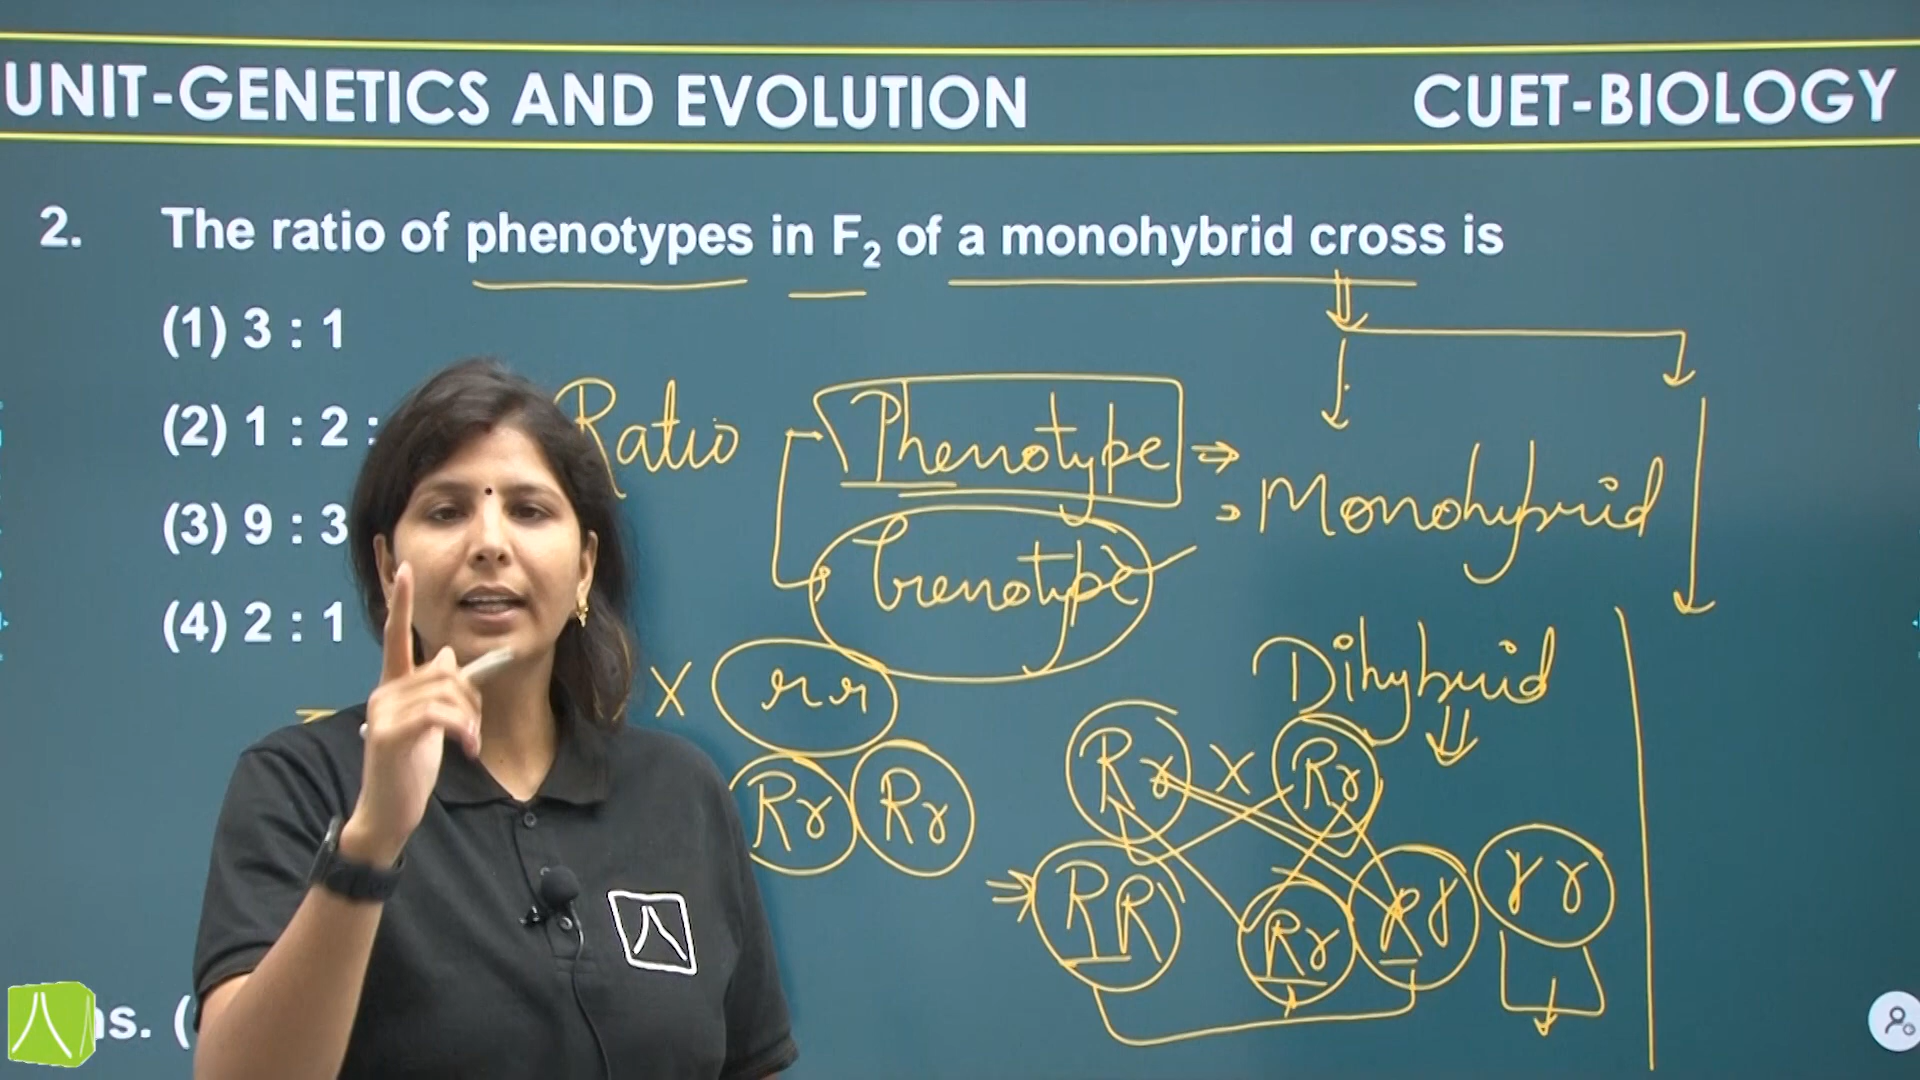 UNIT-GENETICS AND EVOLUTION CUET-BIOLOGY
2. The ratio of phenotypes in F₂ of a monohybrid cross is
(1) 3 : 1
(2) 1 : 2 :
(3) 9 : 3
(4) 2 : 1
Ratio Phenotype ⇒
Monohybrid
Genotype
Dihybrid
X rr
Rr X Rr
Rr Rr
RR Rr Rr rr
ns. (